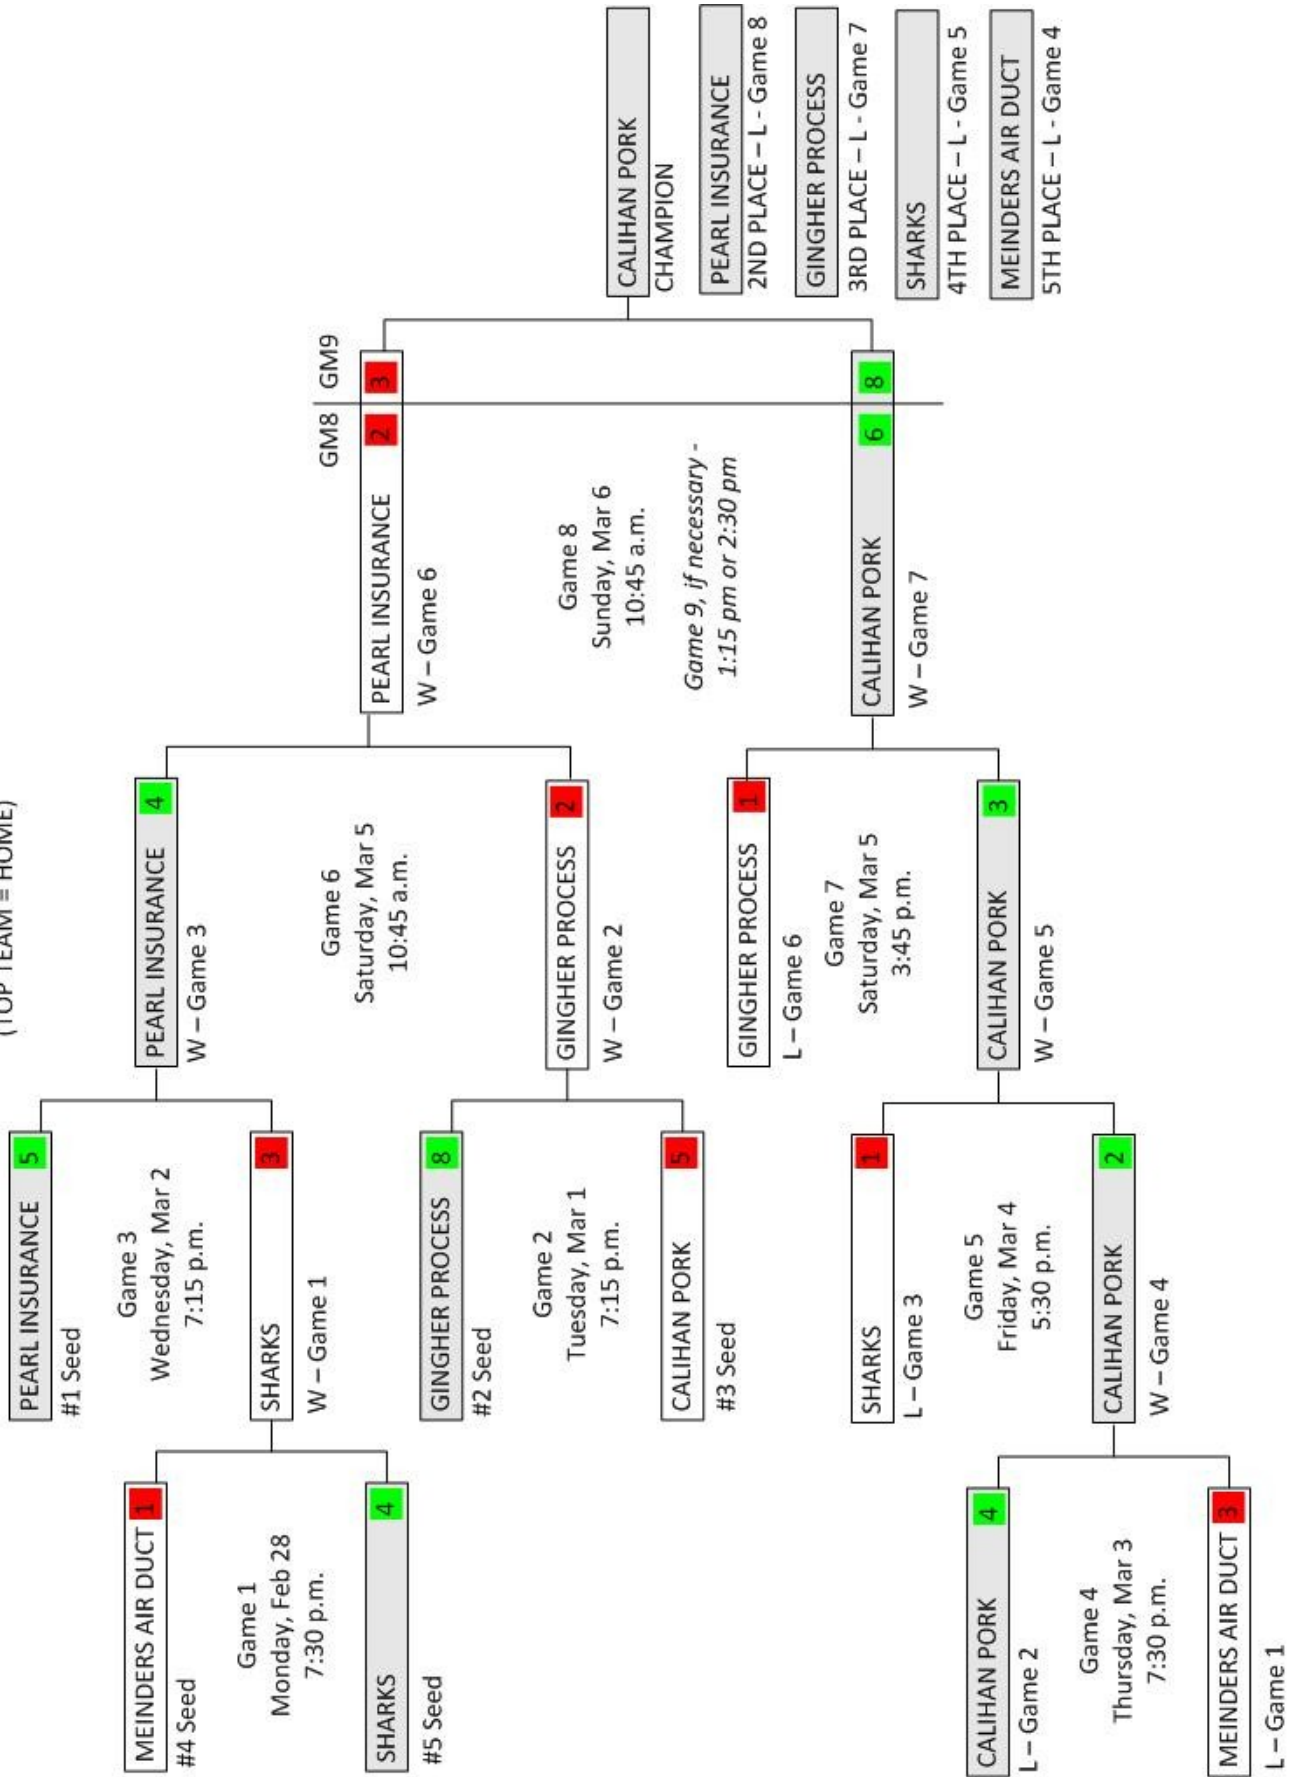 (TOP TEAM = HOME)
MEINDERS AIR DUCT 1
#4 Seed
Game 1
Monday, Feb 28
7:30 p.m.
SHARKS 4
#5 Seed
PEARL INSURANCE 5
#1 Seed
Game 3
Wednesday, Mar 2
7:15 p.m.
SHARKS 3
W – Game 1
GINGHER PROCESS 8
#2 Seed
Game 2
Tuesday, Mar 1
7:15 p.m.
CALIHAN PORK 5
#3 Seed
PEARL INSURANCE 4
W – Game 3
Game 6
Saturday, Mar 5
10:45 a.m.
GINGHER PROCESS 2
W – Game 2
CALIHAN PORK 4
L – Game 2
Game 4
Thursday, Mar 3
7:30 p.m.
MEINDERS AIR DUCT 3
L – Game 1
SHARKS 1
L – Game 3
Game 5
Friday, Mar 4
5:30 p.m.
CALIHAN PORK 2
W – Game 4
GINGHER PROCESS 1
L – Game 6
Game 7
Saturday, Mar 5
3:45 p.m.
CALIHAN PORK 3
W – Game 5
GM8 GM9
PEARL INSURANCE 2 3
W – Game 6
Game 8
Sunday, Mar 6
10:45 a.m.
Game 9, if necessary -
1:15 pm or 2:30 pm
CALIHAN PORK 6 8
W – Game 7
CALIHAN PORK
CHAMPION
PEARL INSURANCE
2ND PLACE – L - Game 8
GINGHER PROCESS
3RD PLACE – L - Game 7
SHARKS
4TH PLACE – L - Game 5
MEINDERS AIR DUCT
5TH PLACE – L - Game 4